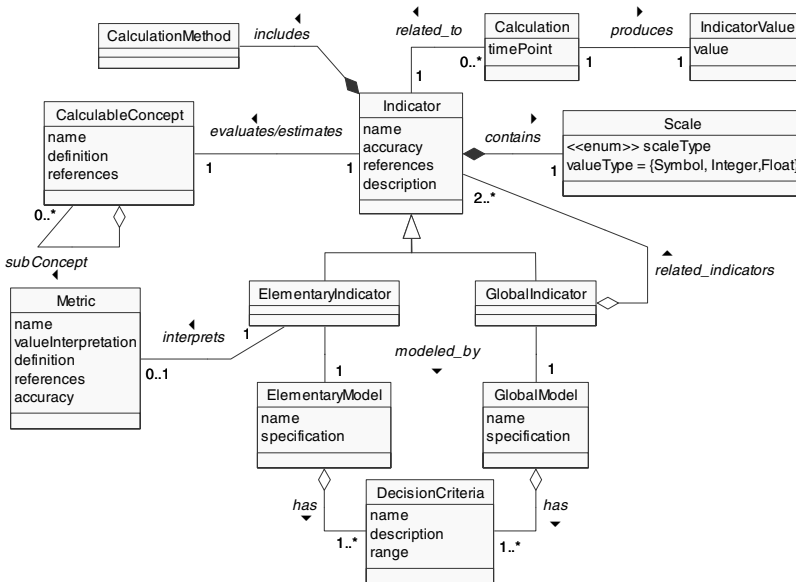 CalculationMethod
includes
related_to
0..*
1
Calculation
timePoint
produces
1
1
IndicatorValue
value
CalculableConcept
name
definition
references
evaluates/estimates
1
1
Indicator
name
accuracy
references
description
contains
1
Scale
<<enum>> scaleType
valueType = {Symbol, Integer,Float}
0..*
subConcept
2..*
related_indicators
Metric
name
valueInterpretation
definition
references
accuracy
interprets
1
0..1
ElementaryIndicator
GlobalIndicator
modeled_by
1
1
ElementaryModel
name
specification
GlobalModel
name
specification
has
1..*
DecisionCriteria
name
description
range
has
1..*